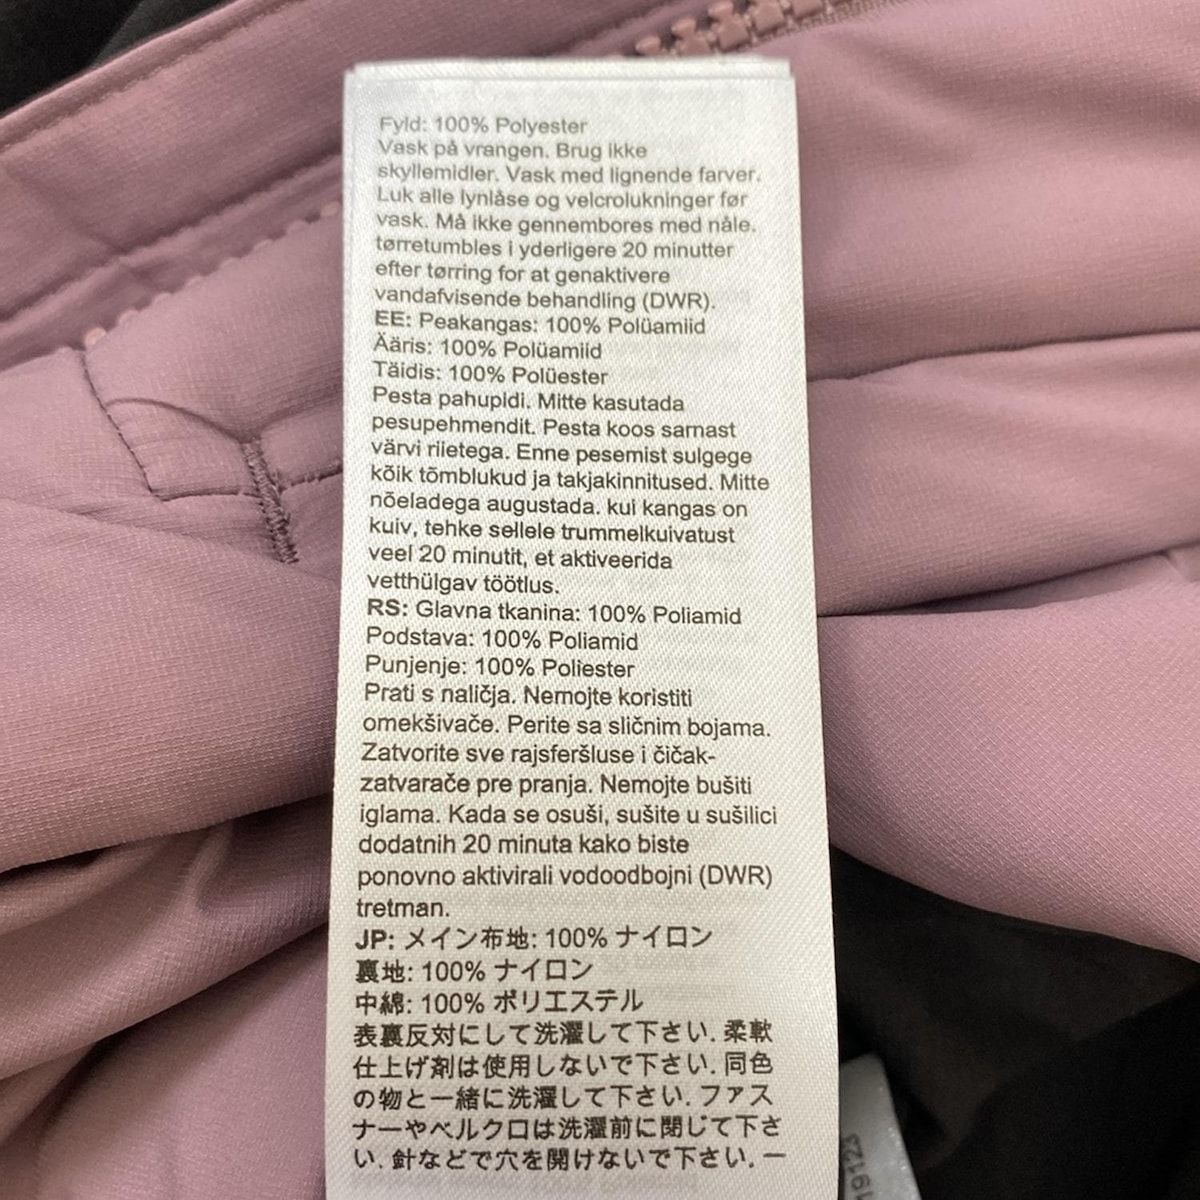 Fyld: 100% Polyester
Vask på vrangen. Brug ikke
skyllemidler. Vask med lignende farver.
Luk alle lynlåse og velcrolukninger før
vask. Må ikke gennembores med nåle.
tørretumbles i yderligere 20 minutter
efter tørring for at genaktivere
vandafvisende behandling (DWR).
EE: Peakangas: 100% Polüamiid
Ääris: 100% Polüamiid
Täidis: 100% Polüester
Pesta pahupidi. Mitte kasutada
pesupehmendit. Pesta koos sarnast
värvi riietega. Enne pesemist sulgege
kõik tõmblukud ja takjakinnitused. Mitte
nõeladega augustada. kui kangas on
kuiv, tehke sellele trummelkuivatust
veel 20 minutit, et aktiveerida
vetthülgav töötlus.
RS: Glavna tkanina: 100% Poliamid
Podstava: 100% Poliamid
Punjenje: 100% Poliester
Prati s naličja. Nemojte koristiti
omekšivače. Perite sa sličnim bojama.
Zatvorite sve rajsferšluse i čičak-
zatvarače pre pranja. Nemojte bušiti
iglama. Kada se osuši, sušite u sušilici
dodatnih 20 minuta kako biste
ponovno aktivirali vodoodbojni (DWR)
tretman.
JP: メイン布地: 100% ナイロン
裏地: 100% ナイロン
中綿: 100% ポリエステル
表裏反対にして洗濯して下さい. 柔軟
仕上げ剤は使用しないで下さい. 同色
の物と一緒に洗濯して下さい. ファス
ナーやベルクロは洗濯前に閉じて下さ
い. 針などで穴を開けないで下さい. 一